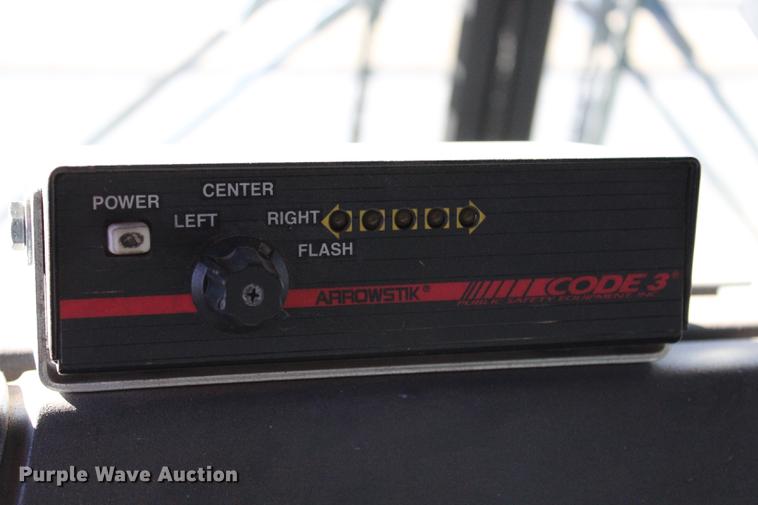 CENTER
POWER
LEFT
RIGHT
FLASH
ARROWSTIK®
CODE 3®
PUBLIC SAFETY EQUIPMENT, INC.
Purple Wave Auction